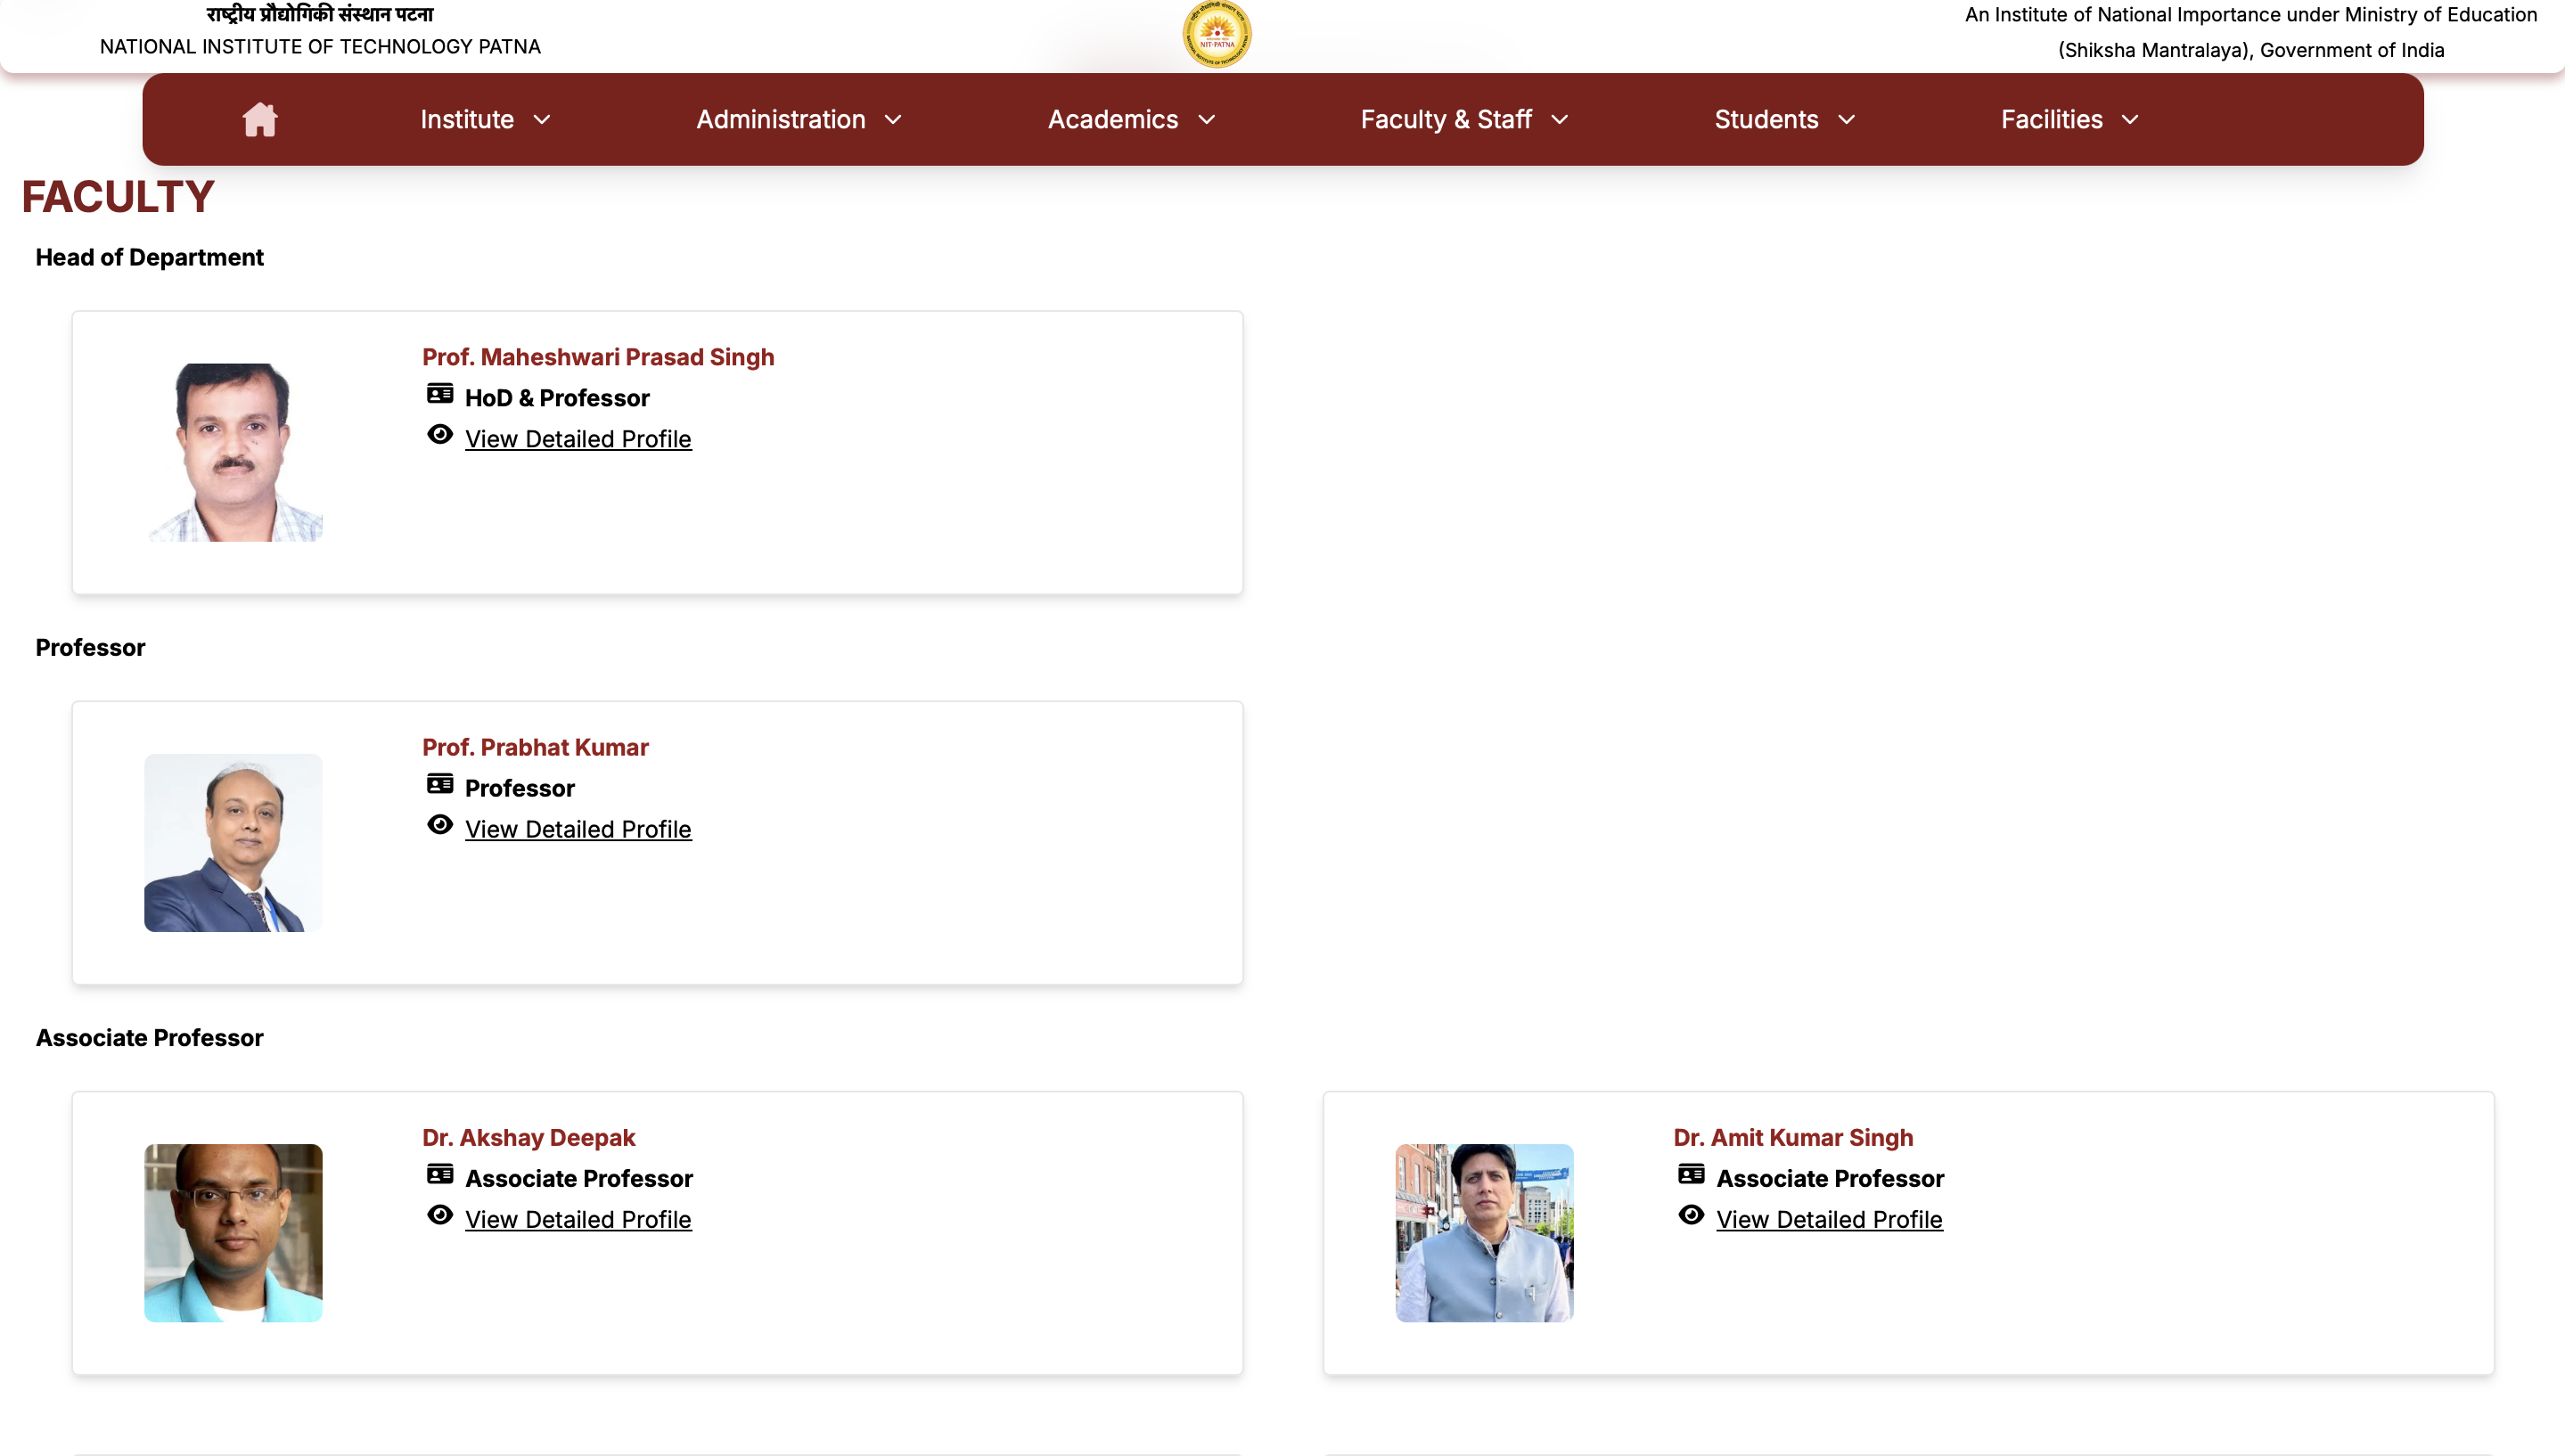 राष्ट्रीय प्रौद्योगिकी संस्थान पटना
NATIONAL INSTITUTE OF TECHNOLOGY PATNA
NIT-PATNA
An Institute of National Importance under Ministry of Education
(Shiksha Mantralaya), Government of India
Institute
Administration
Academics
Faculty & Staff
Students
Facilities
FACULTY
Head of Department
Prof. Maheshwari Prasad Singh
HoD & Professor
View Detailed Profile
Professor
Prof. Prabhat Kumar
Professor
View Detailed Profile
Associate Professor
Dr. Akshay Deepak
Associate Professor
View Detailed Profile
Dr. Amit Kumar Singh
Associate Professor
View Detailed Profile